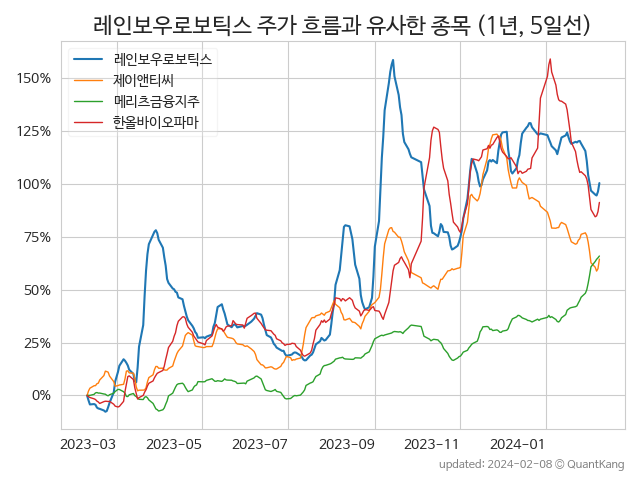 레인보우로보틱스 주가 흐름과 유사한 종목 (1년, 5일선)
레인보우로보틱스
제이앤티씨
메리츠금융지주
한올바이오파마
150%
125%
100%
75%
50%
25%
0%
2023-03 2023-05 2023-07 2023-09 2023-11 2024-01
updated: 2024-02-08 © QuantKang